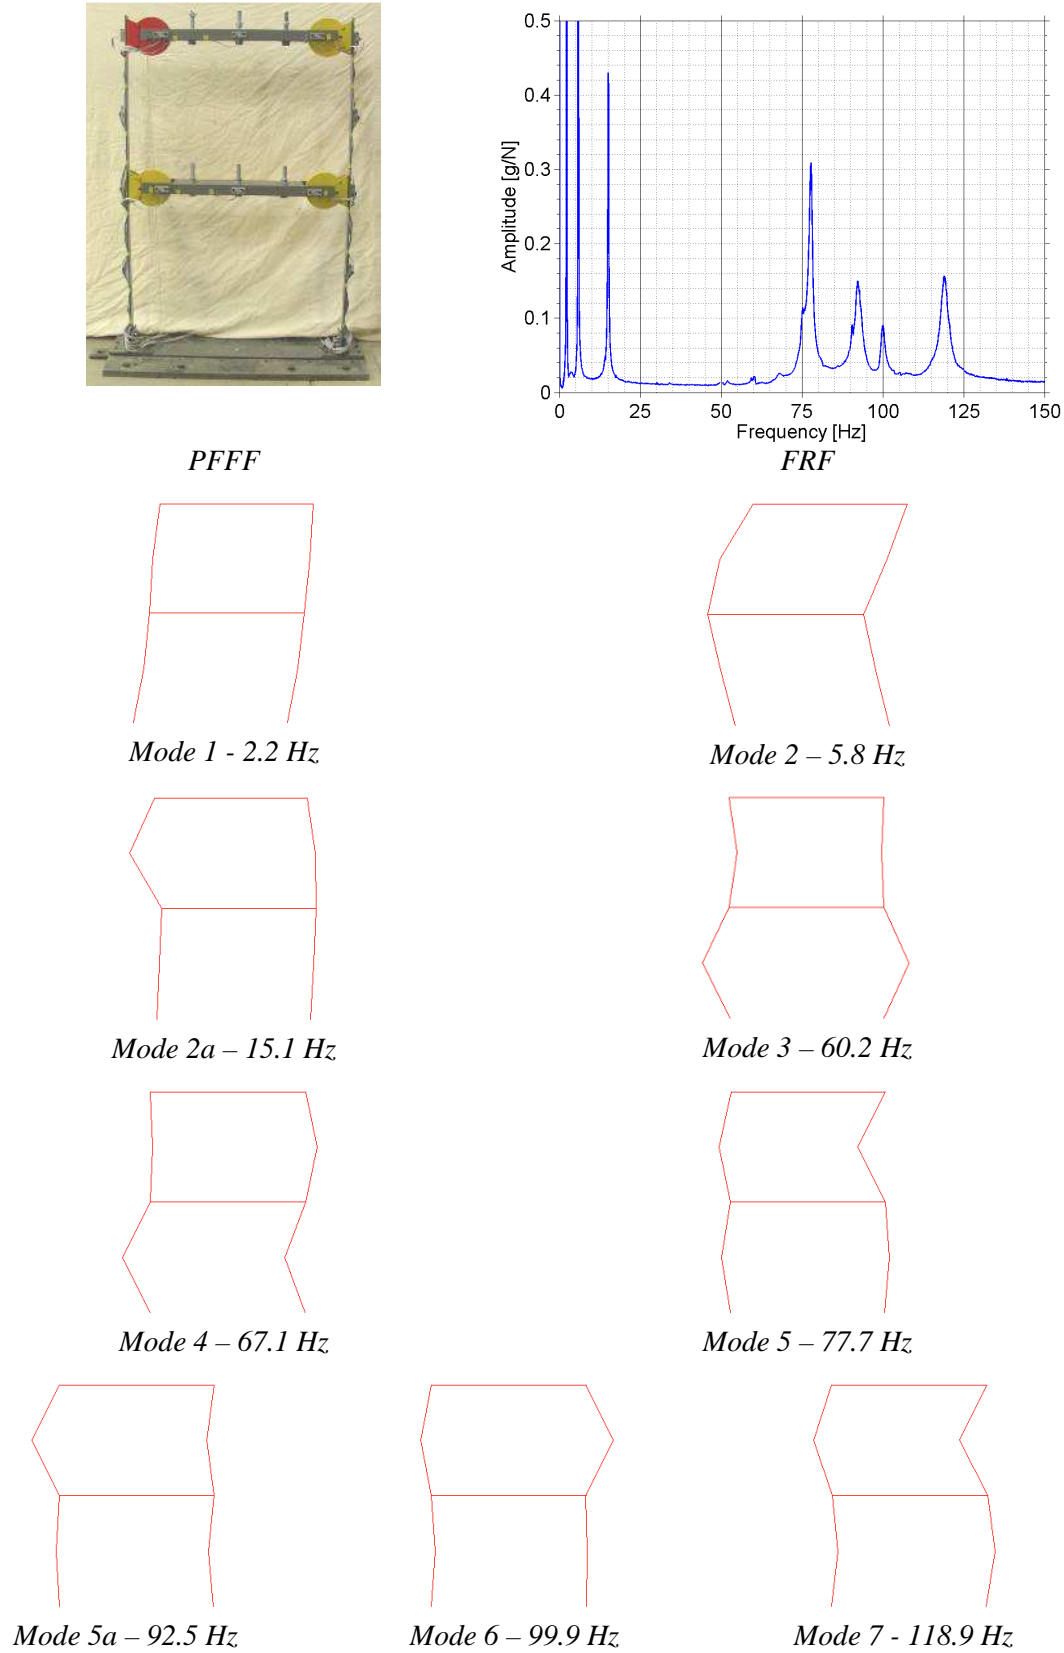 0.5
0.4
0.3
0.2
0.1
0
Amplitude [g/N]
0 25 50 75 100 125 150
Frequency [Hz]
PFFF
FRF
Mode 1 - 2.2 Hz
Mode 2 – 5.8 Hz
Mode 2a – 15.1 Hz
Mode 3 – 60.2 Hz
Mode 4 – 67.1 Hz
Mode 5 – 77.7 Hz
Mode 5a – 92.5 Hz
Mode 6 – 99.9 Hz
Mode 7 - 118.9 Hz